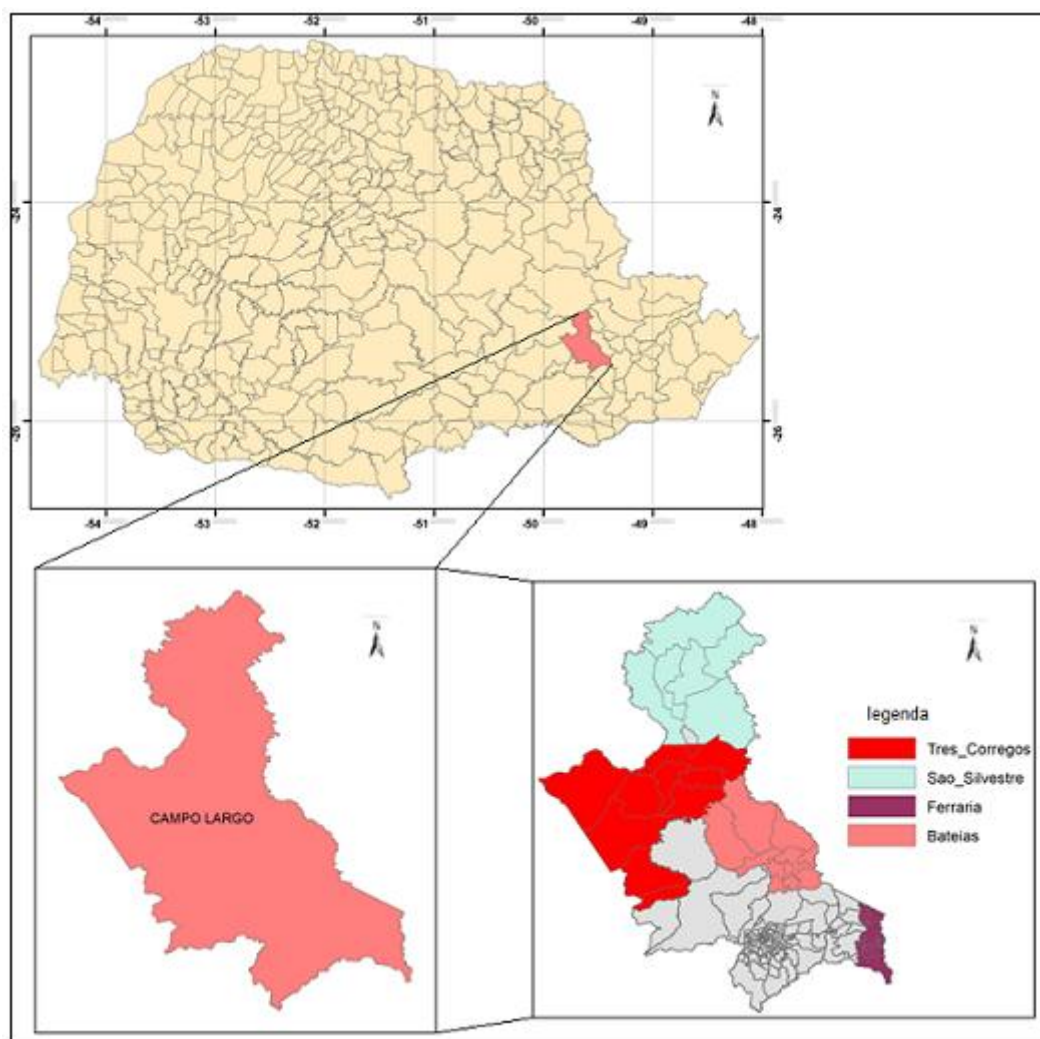 -54 -53 -52 -51 -50 -49 -48
N
-24 -24
-26 -26
-54 -53 -52 -51 -50 -49 -48
N
CAMPO LARGO
N
legenda
Tres_Corregos
Sao_Silvestre
Ferraria
Bateias